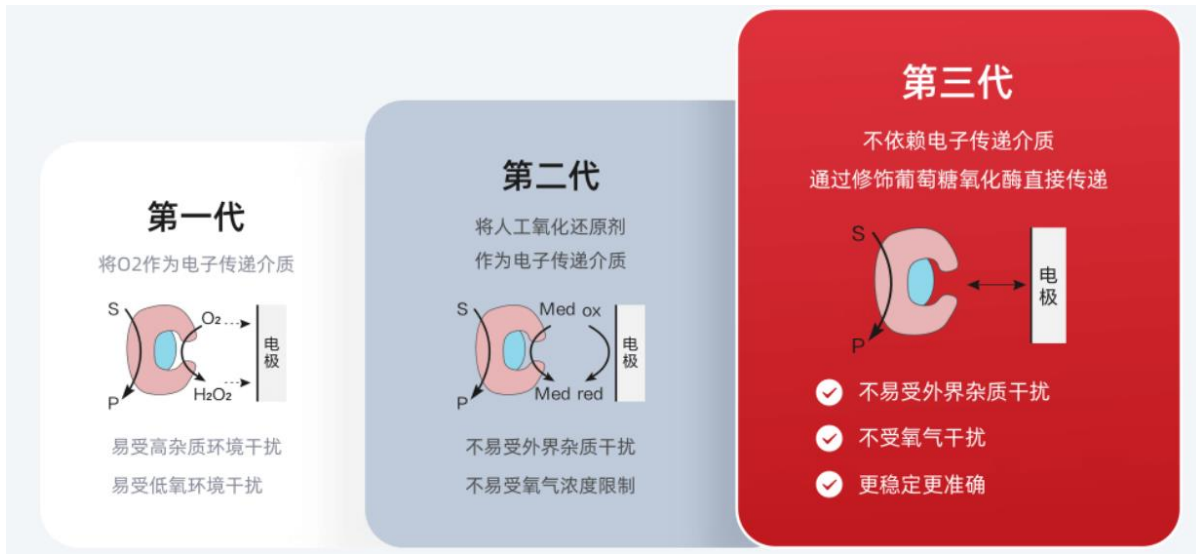 第一代
将O2作为电子传递介质
S
O₂
电极
H₂O₂
P
易受高杂质环境干扰
易受低氧环境干扰
第二代
将人工氧化还原剂
作为电子传递介质
S
Med ox
电极
Med red
P
不易受外界杂质干扰
不易受氧气浓度限制
第三代
不依赖电子传递介质
通过修饰葡萄糖氧化酶直接传递
S
电极
P
不易受外界杂质干扰
不受氧气干扰
更稳定更准确